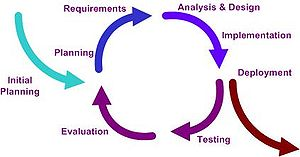 Requirements
Analysis & Design
Implementation
Planning
Initial
Planning
Deployment
Evaluation
Testing